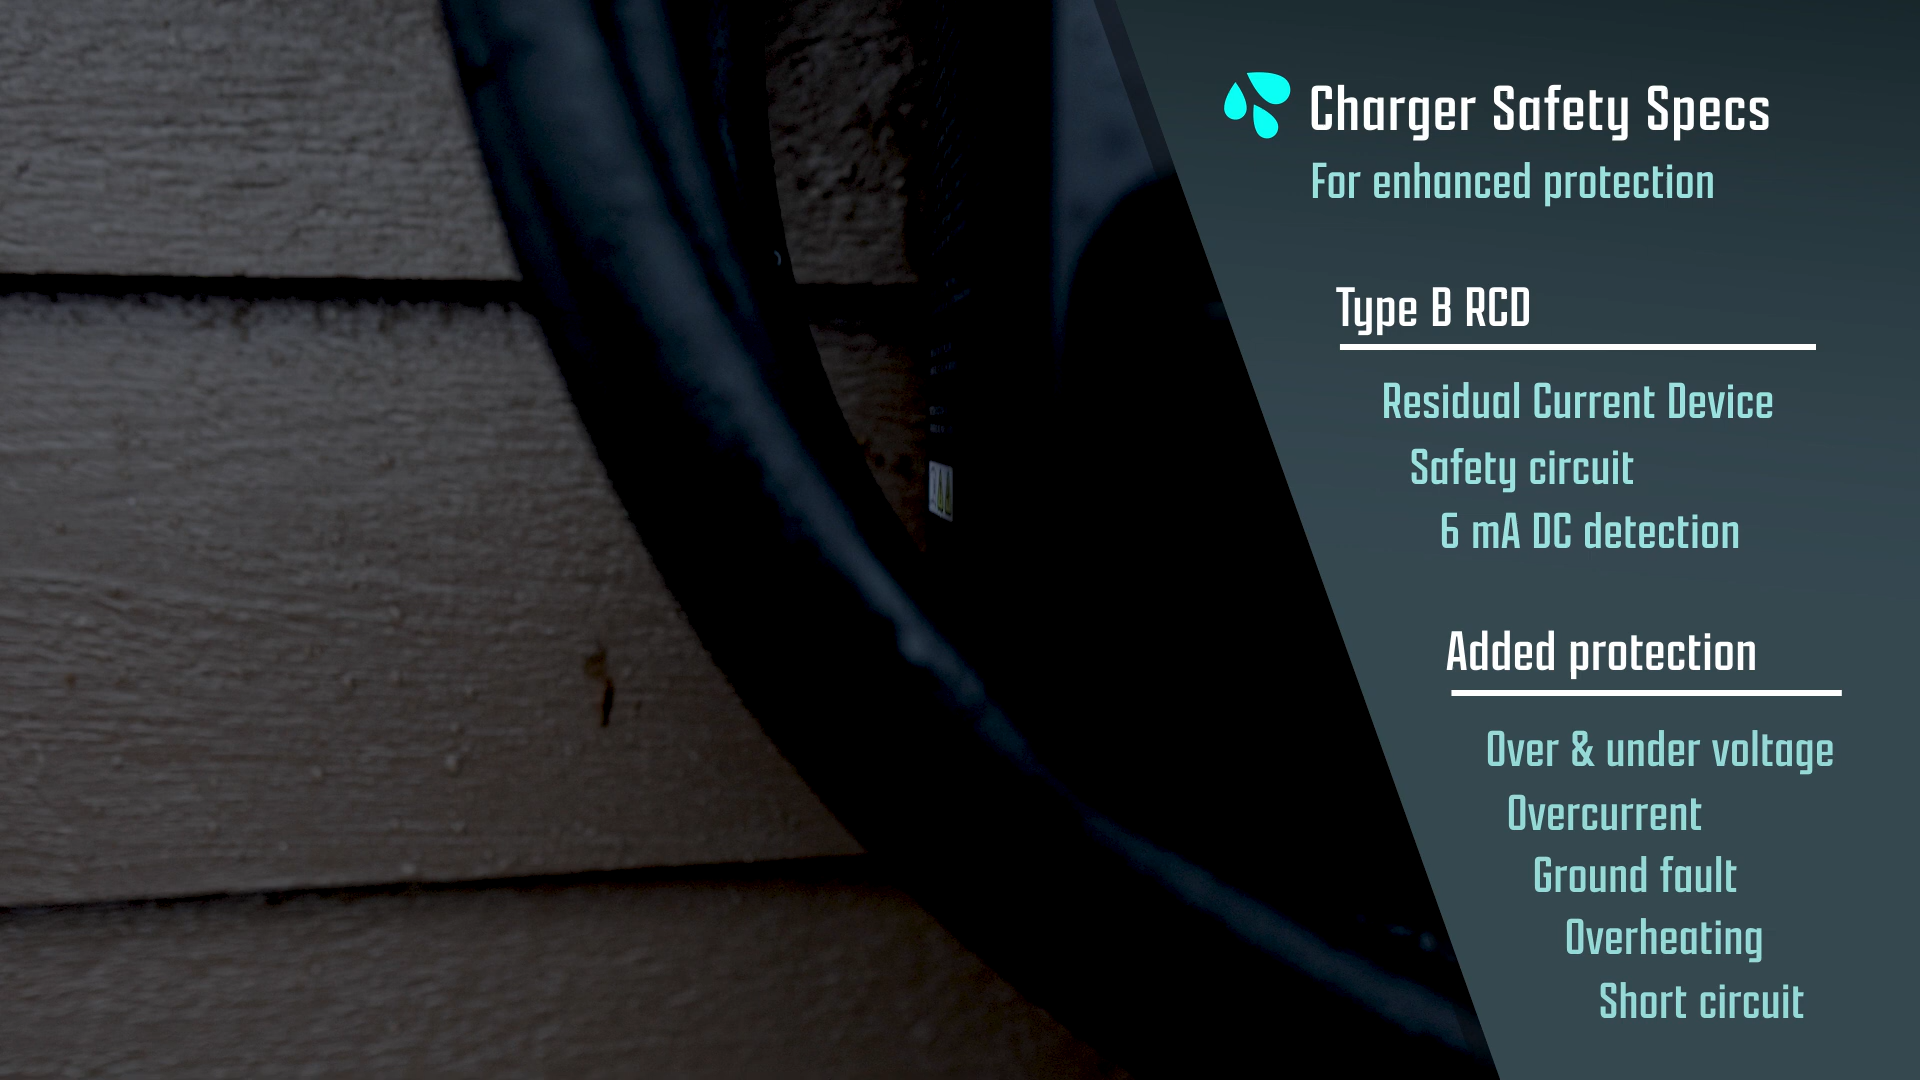 Charger Safety Specs
For enhanced protection
Type B RCD
Residual Current Device
Safety circuit
6 mA DC detection
Added protection
Over & under voltage
Overcurrent
Ground fault
Overheating
Short circuit